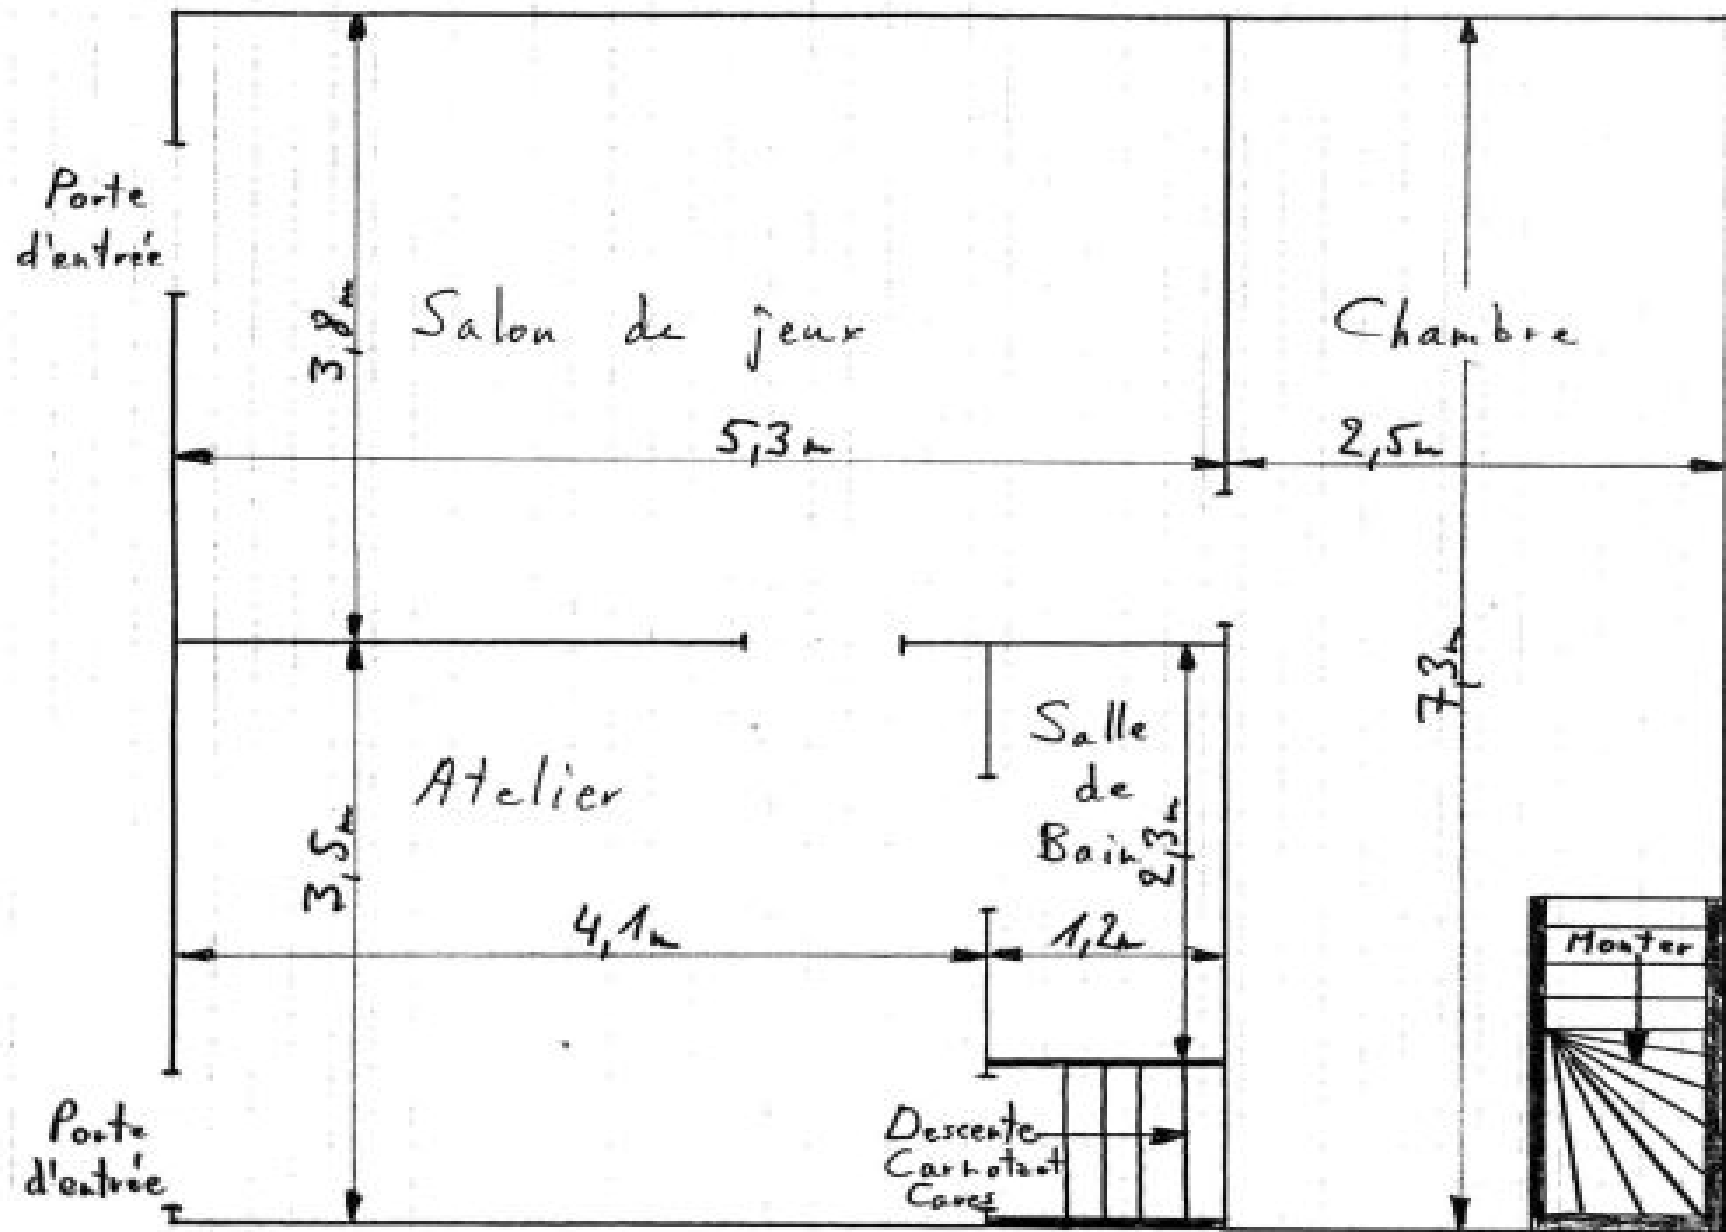 Porte
d'entrée
3,8m
Salon de jeux
Chambre
5,3m
2,5m
7,3m
Salle
de
Bain
2,3m
Atelier
3,5m
4,1m
1,2m
Monter
Porte
d'entrée
Descente
Carnotzet
Caves